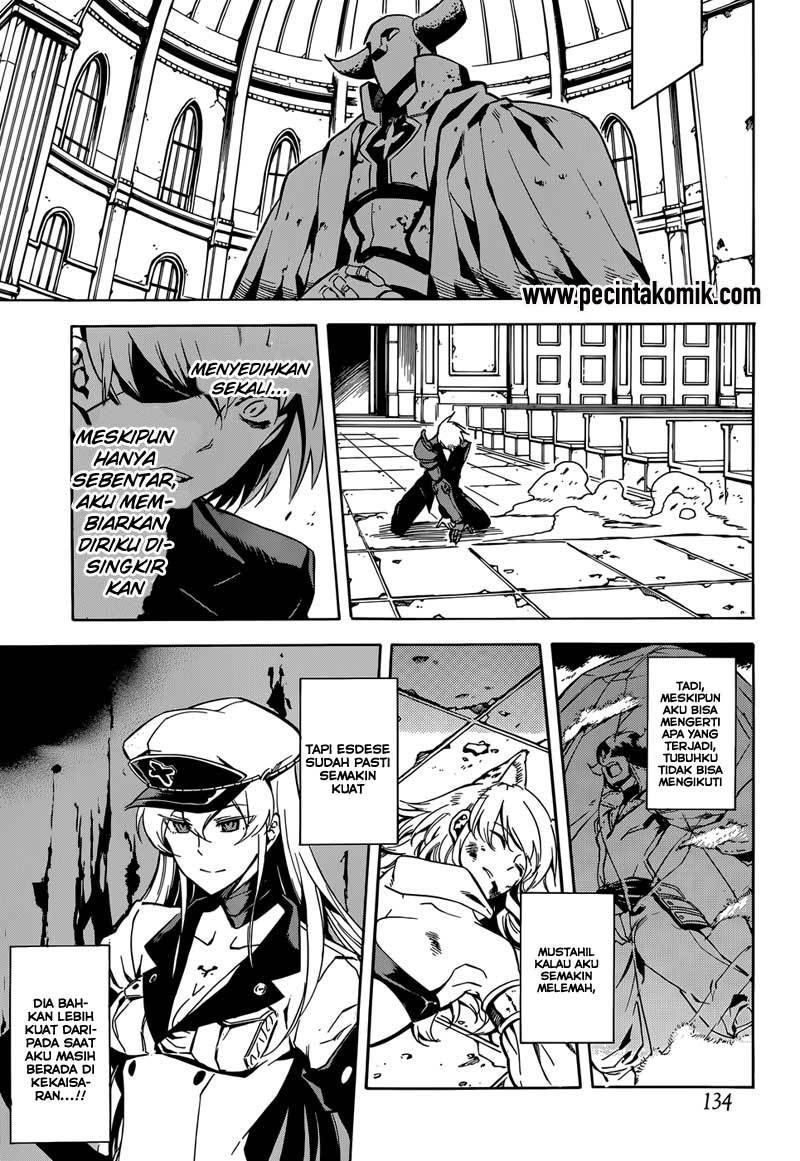 www.pecintakomik.com
MENYEDIHKAN
SEKALI...
MESKIPUN
HANYA
SEBENTAR,
AKU MEM-
BIARKAN
DIRIKU DI-
SINGKIR
KAN
TADI,
MESKIPUN
AKU BISA
MENGERTI
APA YANG
TERJADI,
TUBUHKU
TIDAK BISA
MENGIKUTI
MUSTAHIL
KALAU AKU
SEMAKIN
MELEMAH,
TAPI ESDESE
SUDAH PASTI
SEMAKIN
KUAT
DIA BAH-
KAN LEBIH
KUAT DARI-
PADA SAAT
AKU MASIH
BERADA DI
KEKAISA-
RAN...!!
134